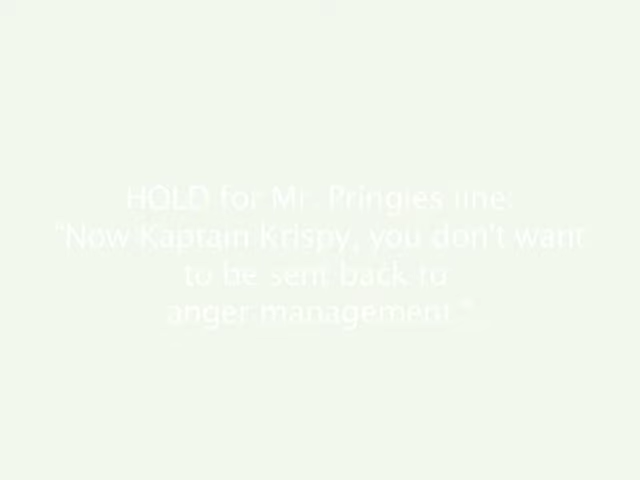 HOLD for Mr. Pringles line:
"Now Kaptain Krispy, you don't want
to be sent back to
anger management."